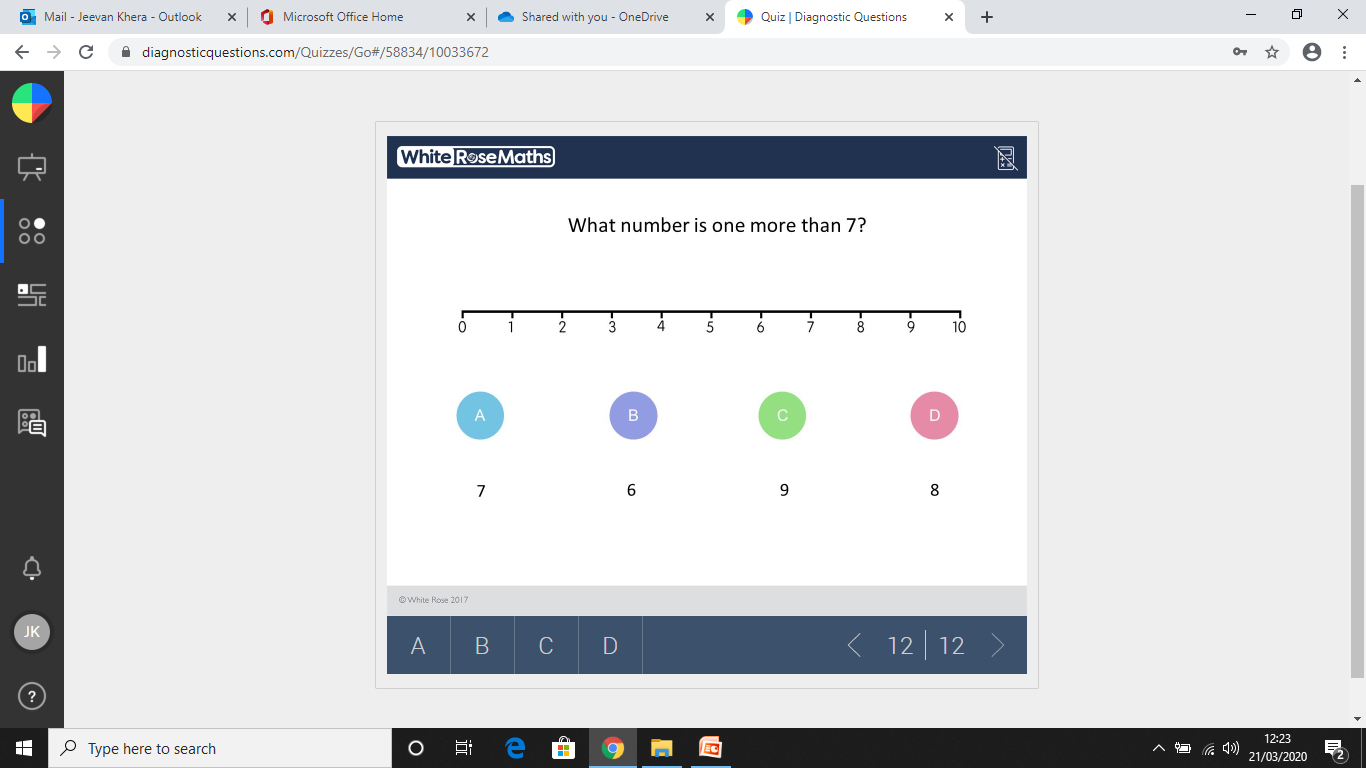 Mail - Jeevan Khera - Outlook
Microsoft Office Home
Shared with you - OneDrive
Quiz | Diagnostic Questions
diagnosticquestions.com/Quizzes/Go#/58834/10033672
White Rose Maths
What number is one more than 7?
0 1 2 3 4 5 6 7 8 9 10
A B C D
7 6 9 8
© White Rose 2017
A B C D 12 12
JK
?
Type here to search
12:23
21/03/2020
2